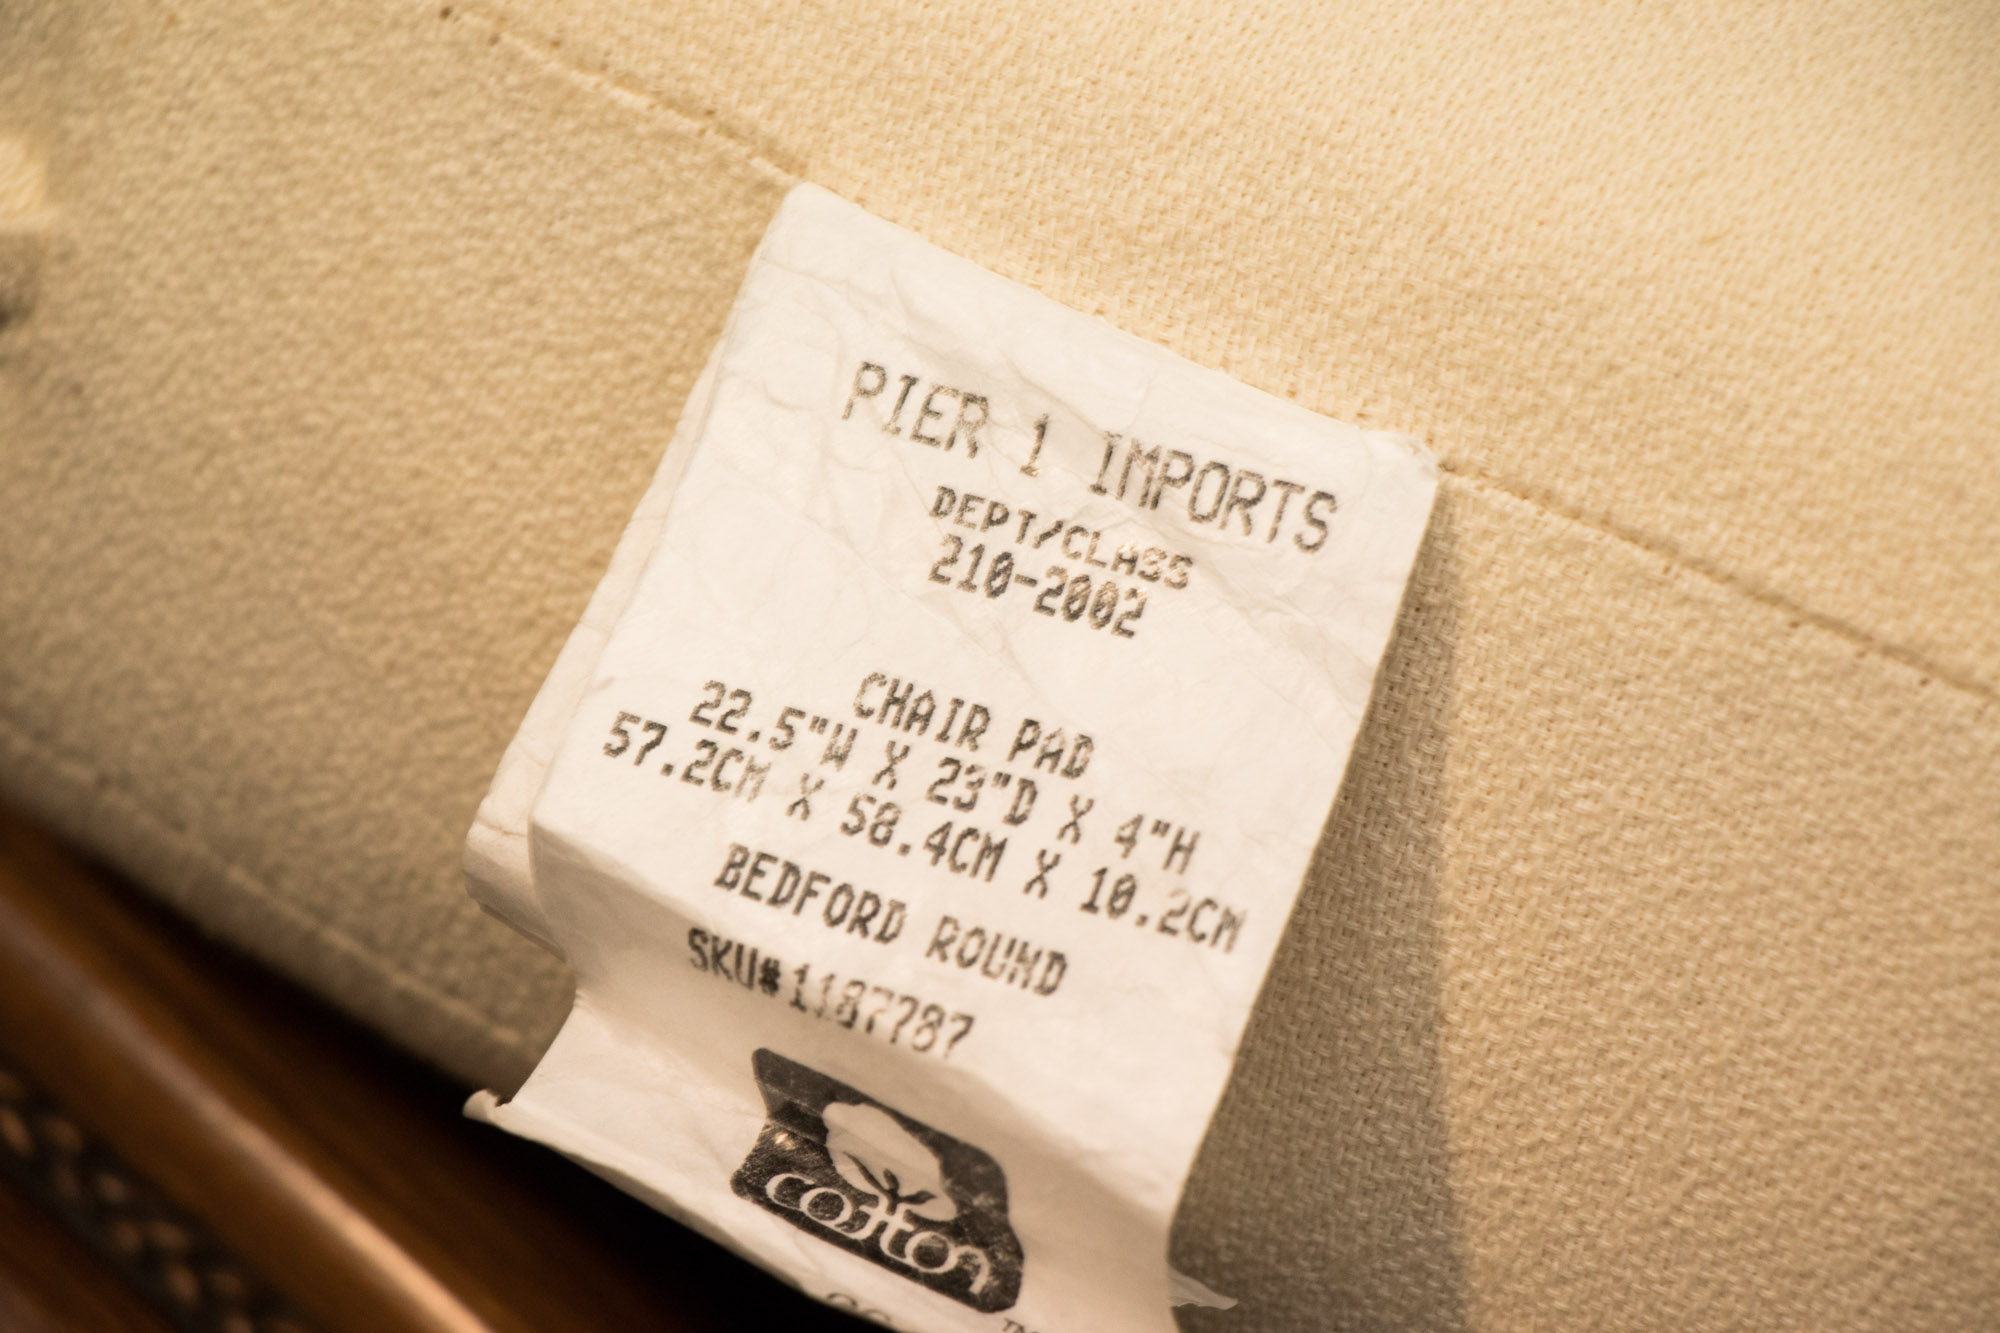 PIER 1 IMPORTS
DEPT/CLASS
210-2002
CHAIR PAD
22.5"W X 23"D X 4"H
57.2CM X 58.4CM X 10.2CM
BEDFORD ROUND
SKU#1187787
cotton
TM